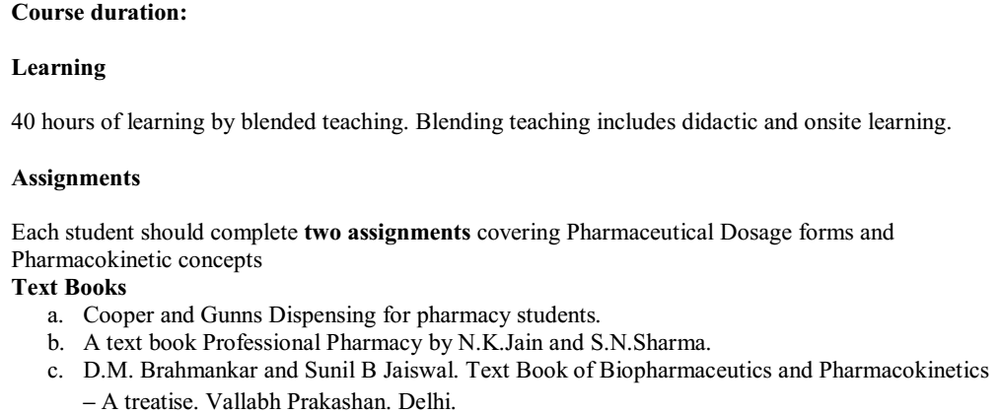 Course duration:
Learning
40 hours of learning by blended teaching. Blending teaching includes didactic and onsite learning.
Assignments
Each student should complete two assignments covering Pharmaceutical Dosage forms and
Pharmacokinetic concepts
Text Books
a. Cooper and Gunns Dispensing for pharmacy students.
b. A text book Professional Pharmacy by N.K.Jain and S.N.Sharma.
c. D.M. Brahmankar and Sunil B Jaiswal. Text Book of Biopharmaceutics and Pharmacokinetics
– A treatise. Vallabh Prakashan. Delhi.